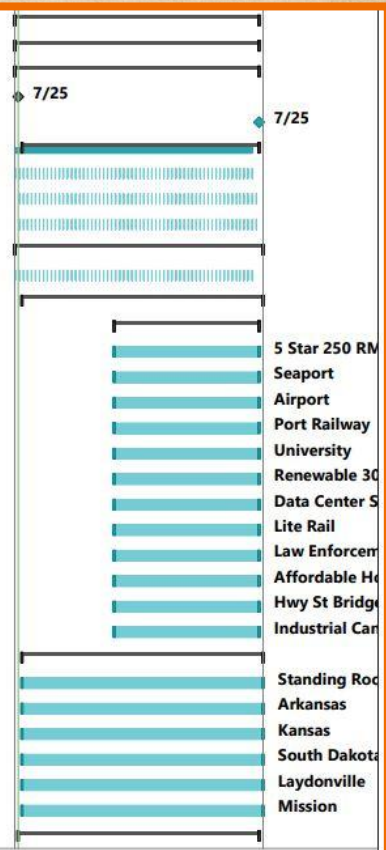 7/25
7/25
5 Star 250 RM
Seaport
Airport
Port Railway
University
Renewable 30
Data Center S
Lite Rail
Law Enforcem
Affordable Ho
Hwy St Bridge
Industrial Can
Standing Roc
Arkansas
Kansas
South Dakota
Laydonville
Mission